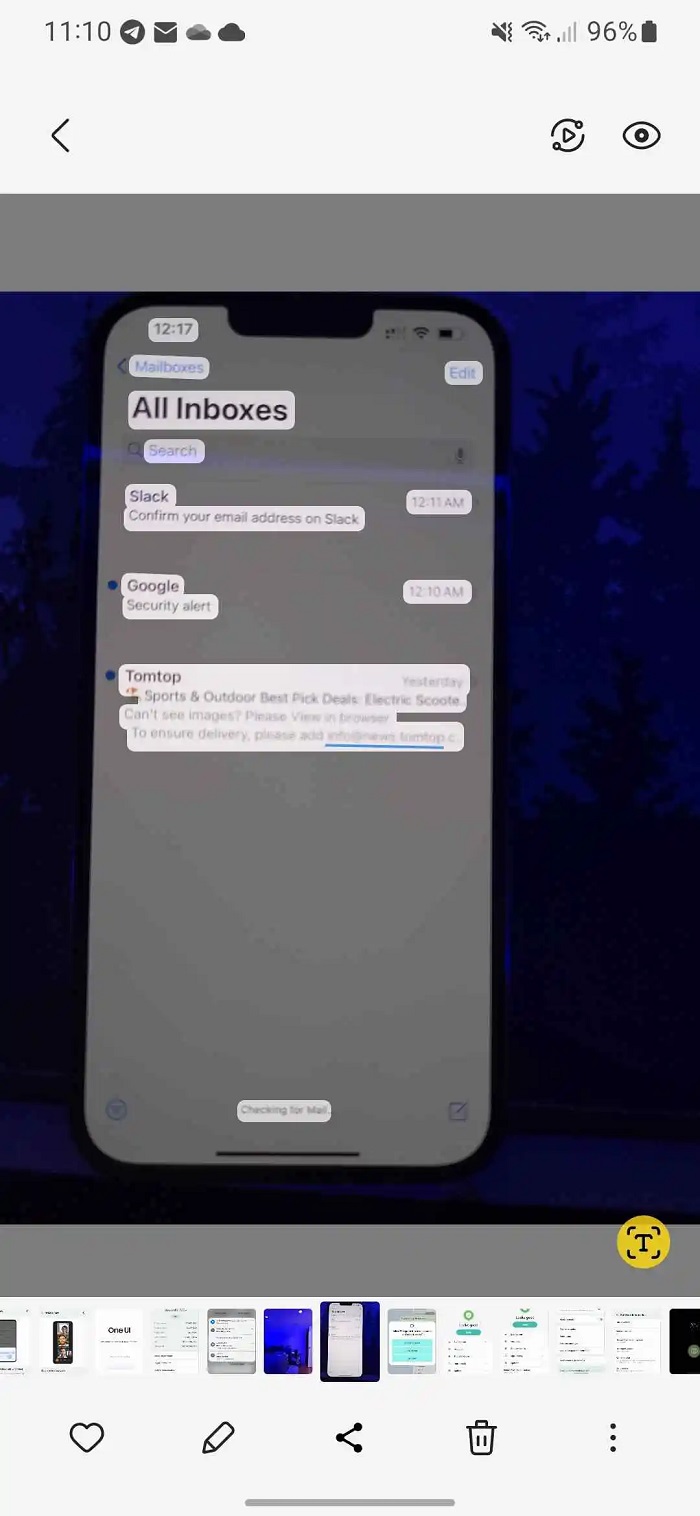 11:10
96%
12:17
Mailboxes
Edit
All Inboxes
Search
Slack
12:11 AM
Confirm your email address on Slack
Google
12:10 AM
Security alert
Tomtop
Yesterday
Sports & Outdoor Best Pick Deals: Electric Scoote..
Can't see images? Please View in browser
To ensure delivery, please add info@news.tomtop.c...
Checking for Mail..
One UI